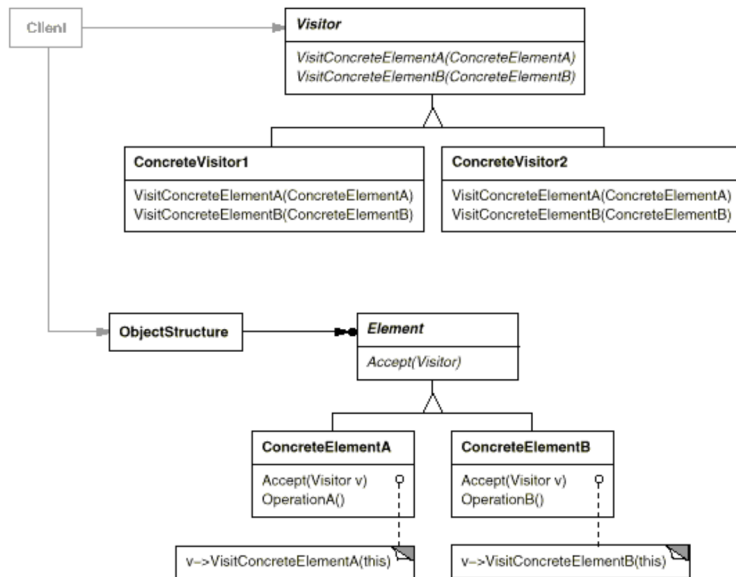 Client
Visitor
VisitConcreteElementA(ConcreteElementA)
VisitConcreteElementB(ConcreteElementB)
ConcreteVisitor1
VisitConcreteElementA(ConcreteElementA)
VisitConcreteElementB(ConcreteElementB)
ConcreteVisitor2
VisitConcreteElementA(ConcreteElementA)
VisitConcreteElementB(ConcreteElementB)
ObjectStructure
Element
Accept(Visitor)
ConcreteElementA
Accept(Visitor v)
OperationA()
ConcreteElementB
Accept(Visitor v)
OperationB()
v->VisitConcreteElementA(this)
v->VisitConcreteElementB(this)